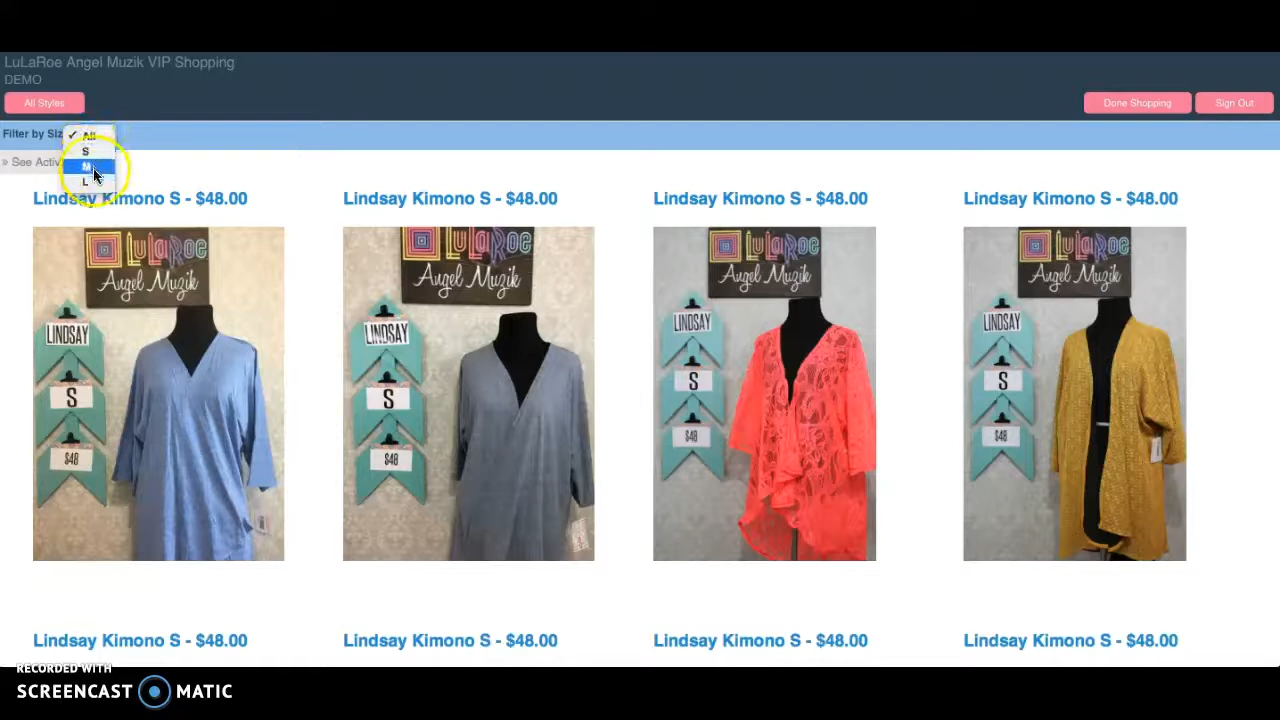 LuLaRoe Angel Muzik VIP Shopping
DEMO
All Styles
Done Shopping
Sign Out
Filter by Siz
✓ All
S
M
L
» See Activ
Lindsay Kimono S - $48.00
Lindsay Kimono S - $48.00
Lindsay Kimono S - $48.00
Lindsay Kimono S - $48.00
LuLaRoe
Angel Muzik
LINDSAY
S
$48
LuLaRoe
Angel Muzik
LINDSAY
S
$48
LuLaRoe
Angel Muzik
LINDSAY
S
$48
LuLaRoe
Angel Muzik
LINDSAY
S
$48
Lindsay Kimono S - $48.00
Lindsay Kimono S - $48.00
Lindsay Kimono S - $48.00
Lindsay Kimono S - $48.00
RECORDED WITH
SCREENCAST MATIC